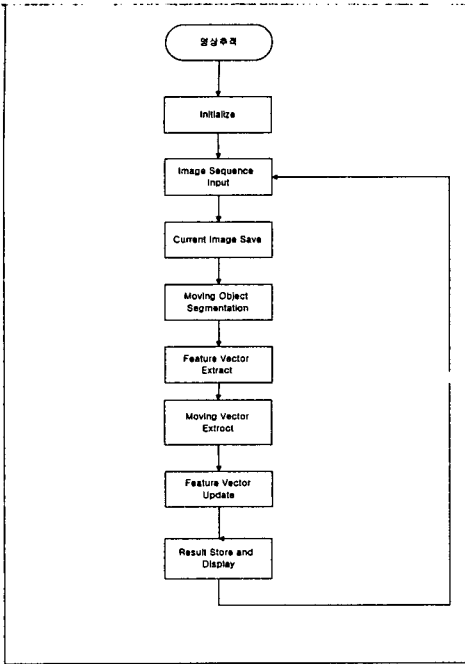 영상추적
Initialize
Image Sequence
Input
Current Image Save
Moving Object
Segmentation
Feature Vector
Extract
Moving Vector
Extroct
Feature Vector
Update
Result Store and
Display